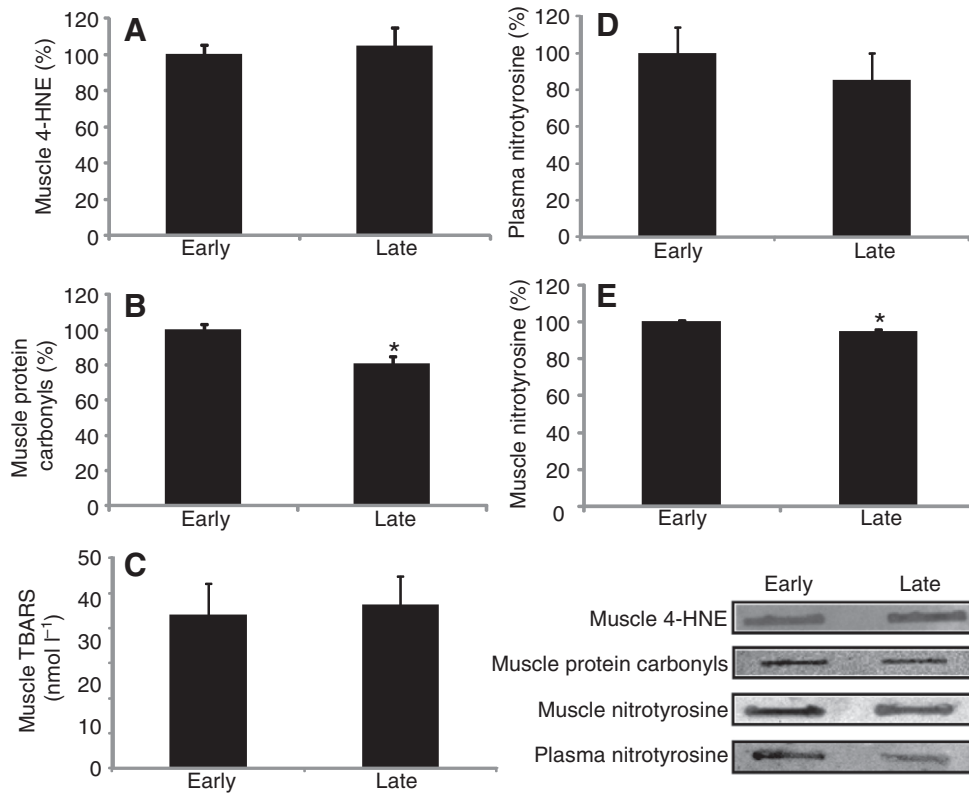 A
Muscle 4-HNE (%)
120
100
80
60
40
20
0
Early Late
B
Muscle protein
carbonyls (%)
120
100
80
60
40
20
0
*
Early Late
C
Muscle TBARS
(nmol l⁻¹)
50
40
30
20
10
0
Early Late
D
Plasma nitrotyrosine (%)
120
100
80
60
40
20
0
Early Late
E
Muscle nitrotyrosine (%)
120
100
80
60
40
20
0
*
Early Late
Early Late
Muscle 4-HNE
Muscle protein carbonyls
Muscle nitrotyrosine
Plasma nitrotyrosine